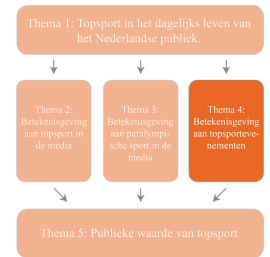 Thema 1: Topsport in het dagelijks leven van
het Nederlandse publiek.
Thema 2:
Betekenisgeving
aan topsport in
de media
Thema 3:
Betekenisgeving
aan paralympi-
sche sport in de
media
Thema 4:
Betekenisgeving
aan topsporteve-
nementen
Thema 5: Publieke waarde van topsport